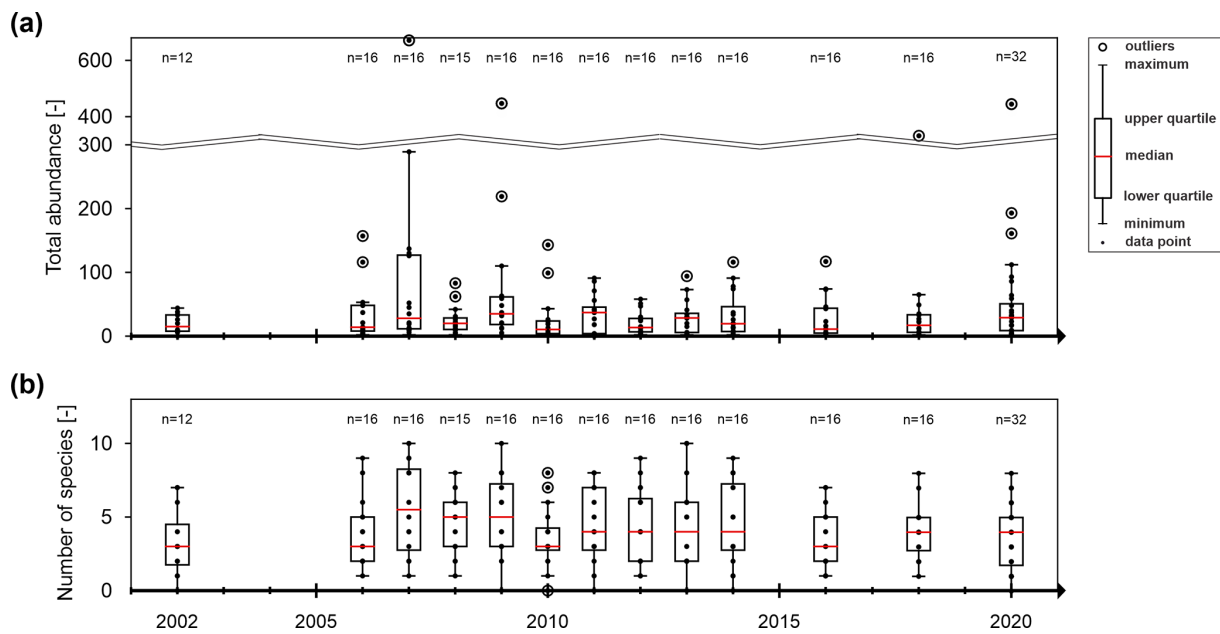 (a)
Total abundance [-]
600
400
300
200
100
0
n=12 n=16 n=16 n=15 n=16 n=16 n=16 n=16 n=16 n=16 n=16 n=16 n=32
outliers
maximum
upper quartile
median
lower quartile
minimum
data point
(b)
Number of species [-]
10
5
0
n=12 n=16 n=16 n=15 n=16 n=16 n=16 n=16 n=16 n=16 n=16 n=16 n=32
2002 2005 2010 2015 2020